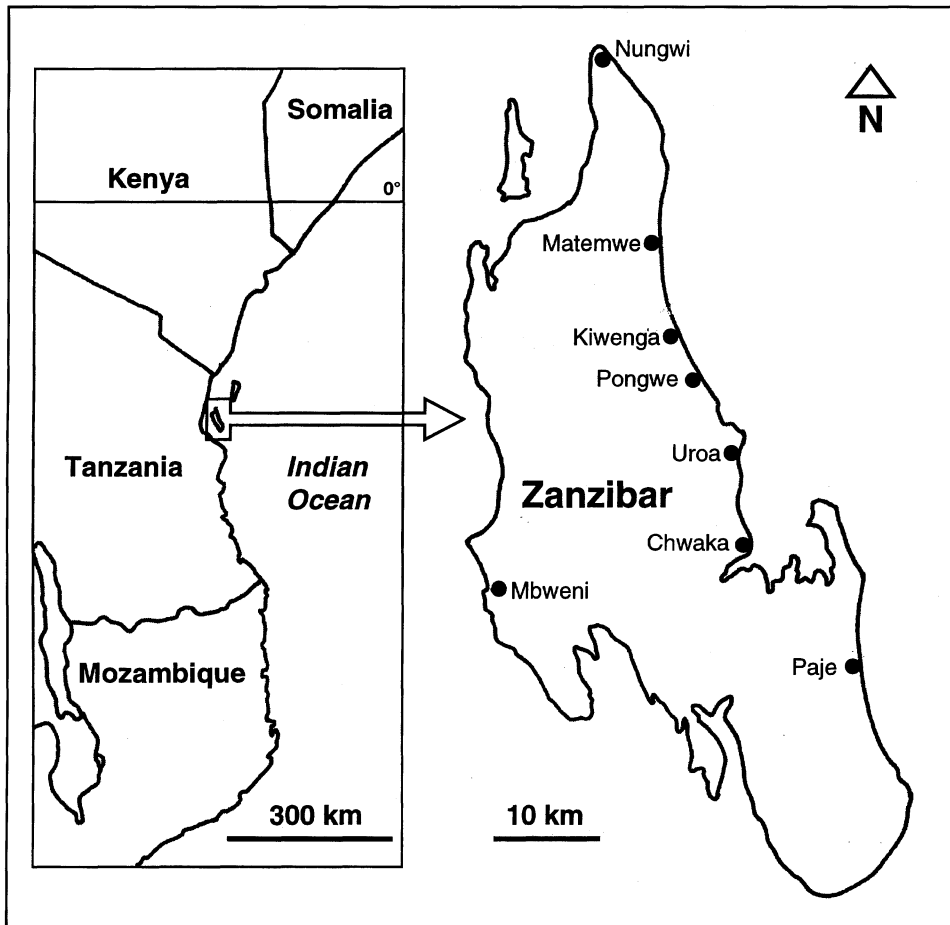 Somalia
Kenya
0°
Tanzania
Indian
Ocean
Mozambique
300 km
Nungwi
N
Matemwe
Kiwenga
Pongwe
Uroa
Zanzibar
Chwaka
Mbweni
Paje
10 km